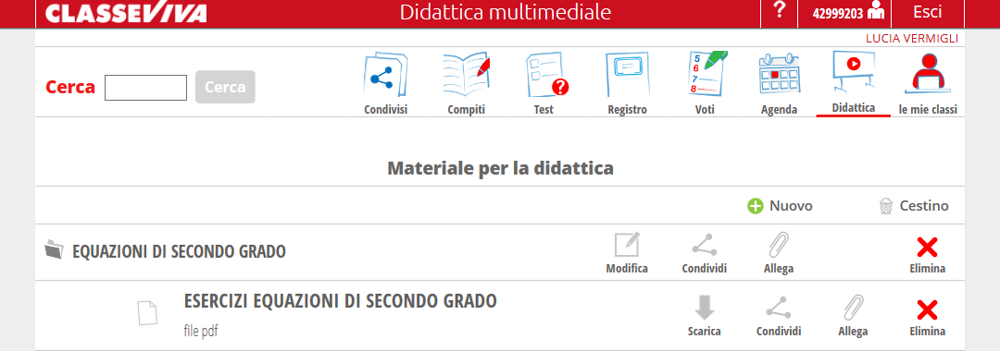 CLASSEVIVA Didattica multimediale ? 42999203 Esci
LUCIA VERMIGLI
Cerca Cerca
Condivisi Compiti Test Registro Voti Agenda Didattica le mie classi
Materiale per la didattica
Nuovo Cestino
EQUAZIONI DI SECONDO GRADO
Modifica Condividi Allega Elimina
ESERCIZI EQUAZIONI DI SECONDO GRADO
file pdf
Scarica Condividi Allega Elimina